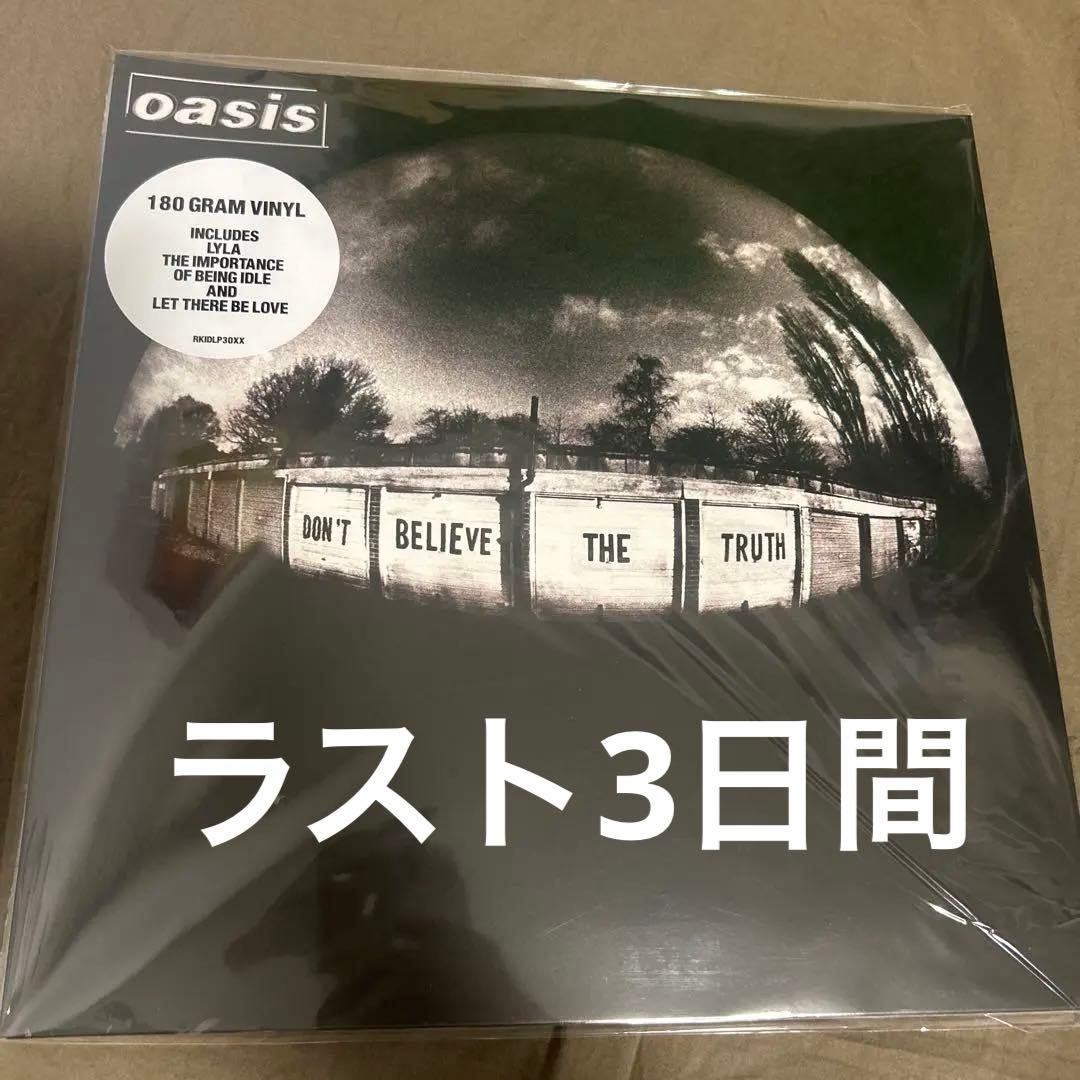 oasis
180 GRAM VINYL
INCLUDES
LYLA
THE IMPORTANCE
OF BEING IDLE
AND
LET THERE BE LOVE
RKIDLP30XX
DON'T BELIEVE THE TRUTH
ラスト3日間